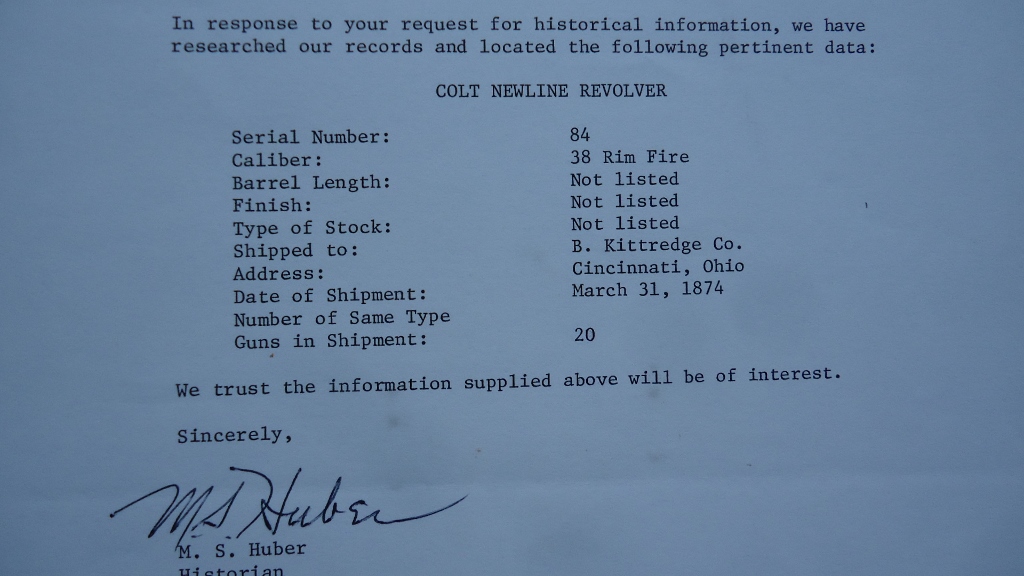 In response to your request for historical information, we have
researched our records and located the following pertinent data:
COLT NEWLINE REVOLVER
Serial Number: 84
Caliber: 38 Rim Fire
Barrel Length: Not listed
Finish: Not listed
Type of Stock: Not listed
Shipped to: B. Kittredge Co.
Address: Cincinnati, Ohio
Date of Shipment: March 31, 1874
Number of Same Type
Guns in Shipment: 20
We trust the information supplied above will be of interest.
Sincerely,
M. S. Huber
M. S. Huber
Historian